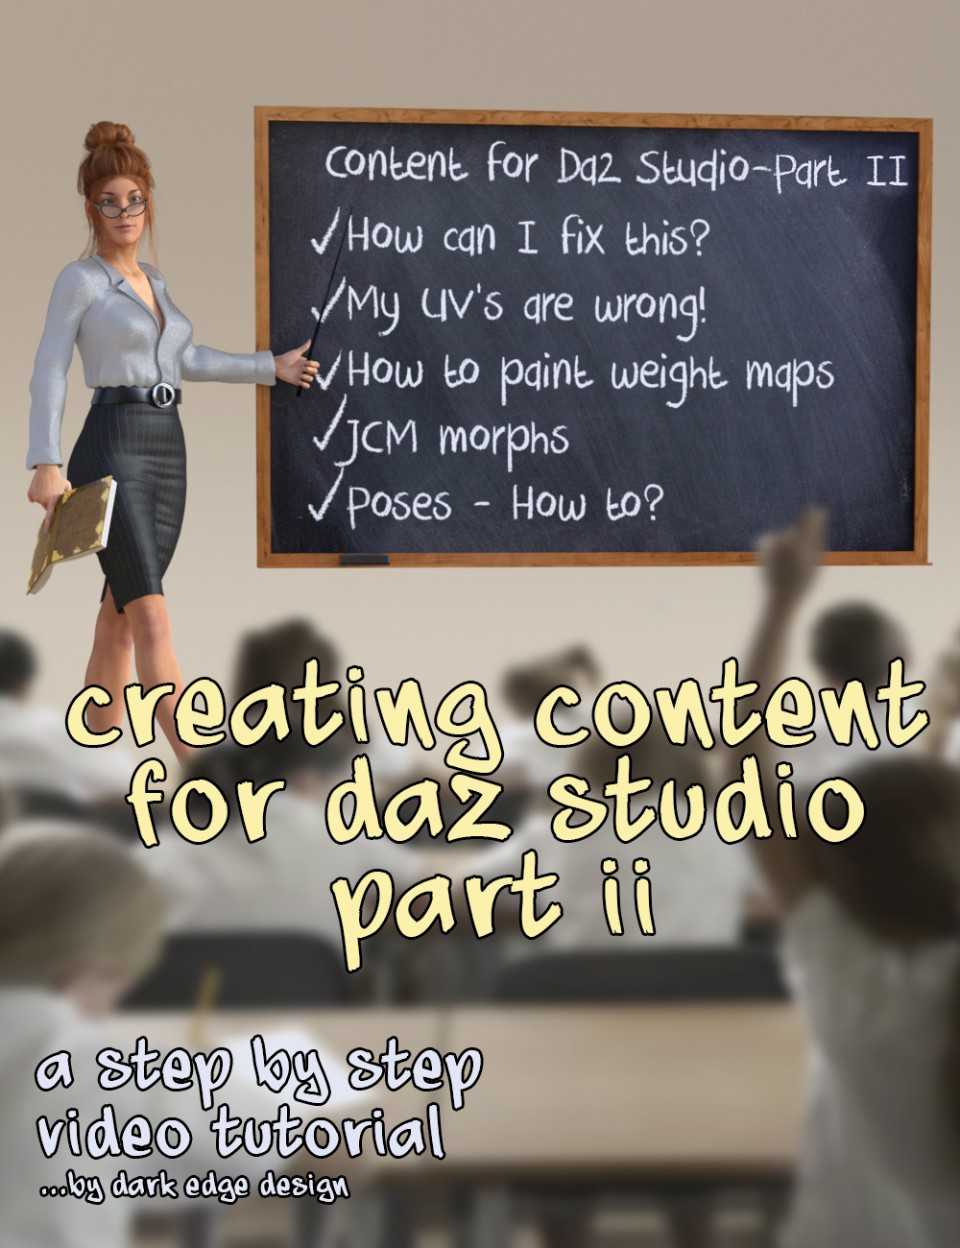 Content for Daz Studio-Part II
✓How can I fix this?
✓My UV's are wrong!
✓How to paint weight maps
✓JCM morphs
✓Poses - How to?
creating content
for daz studio
part ii
a step by step
video tutorial
...by dark edge design